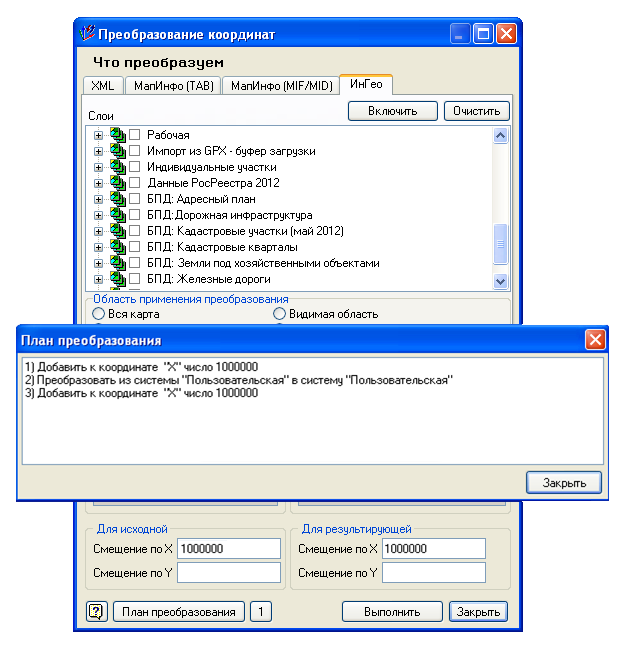 Преобразование координат
Что преобразуем
XML МапИнфо (TAB) МапИнфо (MIF/MID) ИнГео
Слои Включить Очистить
Рабочая
Импорт из GPX - буфер загрузки
Индивидуальные участки
Данные РосРеестра 2012
БПД: Адресный план
БПД:Дорожная инфраструктура
БПД: Кадастровые участки (май 2012)
БПД: Кадастровые кварталы
БПД: Земли под хозяйственными объектами
БПД: Железные дороги
Область применения преобразования
Вся карта Видимая область
План преобразования
1) Добавить к координате "X" число 1000000
2) Преобразовать из системы "Пользовательская" в систему "Пользовательская"
3) Добавить к координате "X" число 1000000
Закрыть
Для исходной Для результирующей
Смещение по X 1000000 Смещение по X 1000000
Смещение по Y Смещение по Y
? План преобразования 1 Выполнить Закрыть